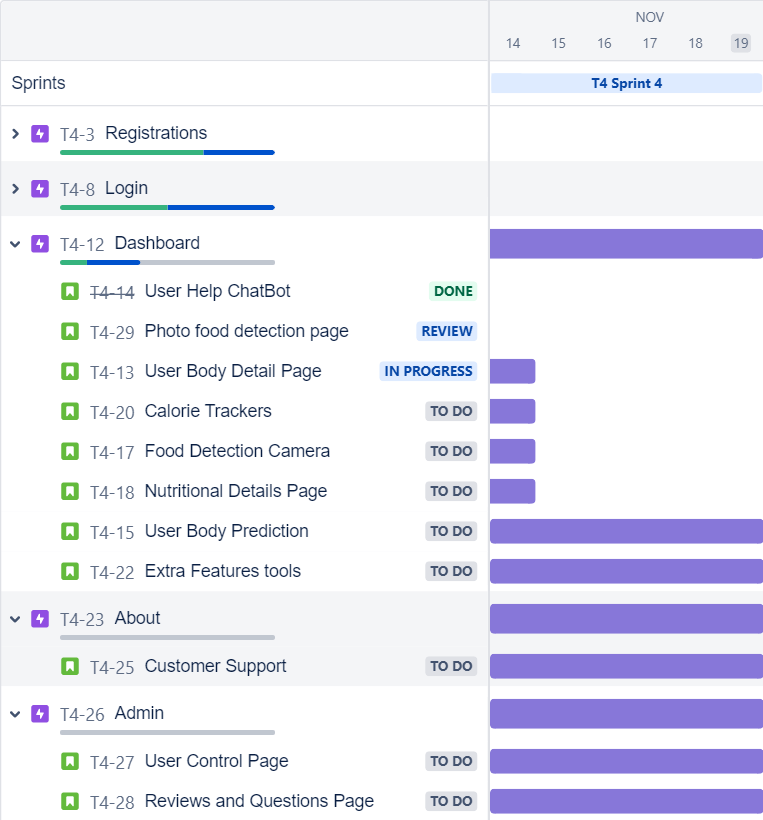 NOV
14 15 16 17 18 19
Sprints T4 Sprint 4
T4-3 Registrations
T4-8 Login
T4-12 Dashboard
T4-14 User Help ChatBot DONE
T4-29 Photo food detection page REVIEW
T4-13 User Body Detail Page IN PROGRESS
T4-20 Calorie Trackers TO DO
T4-17 Food Detection Camera TO DO
T4-18 Nutritional Details Page TO DO
T4-15 User Body Prediction TO DO
T4-22 Extra Features tools TO DO
T4-23 About
T4-25 Customer Support TO DO
T4-26 Admin
T4-27 User Control Page TO DO
T4-28 Reviews and Questions Page TO DO